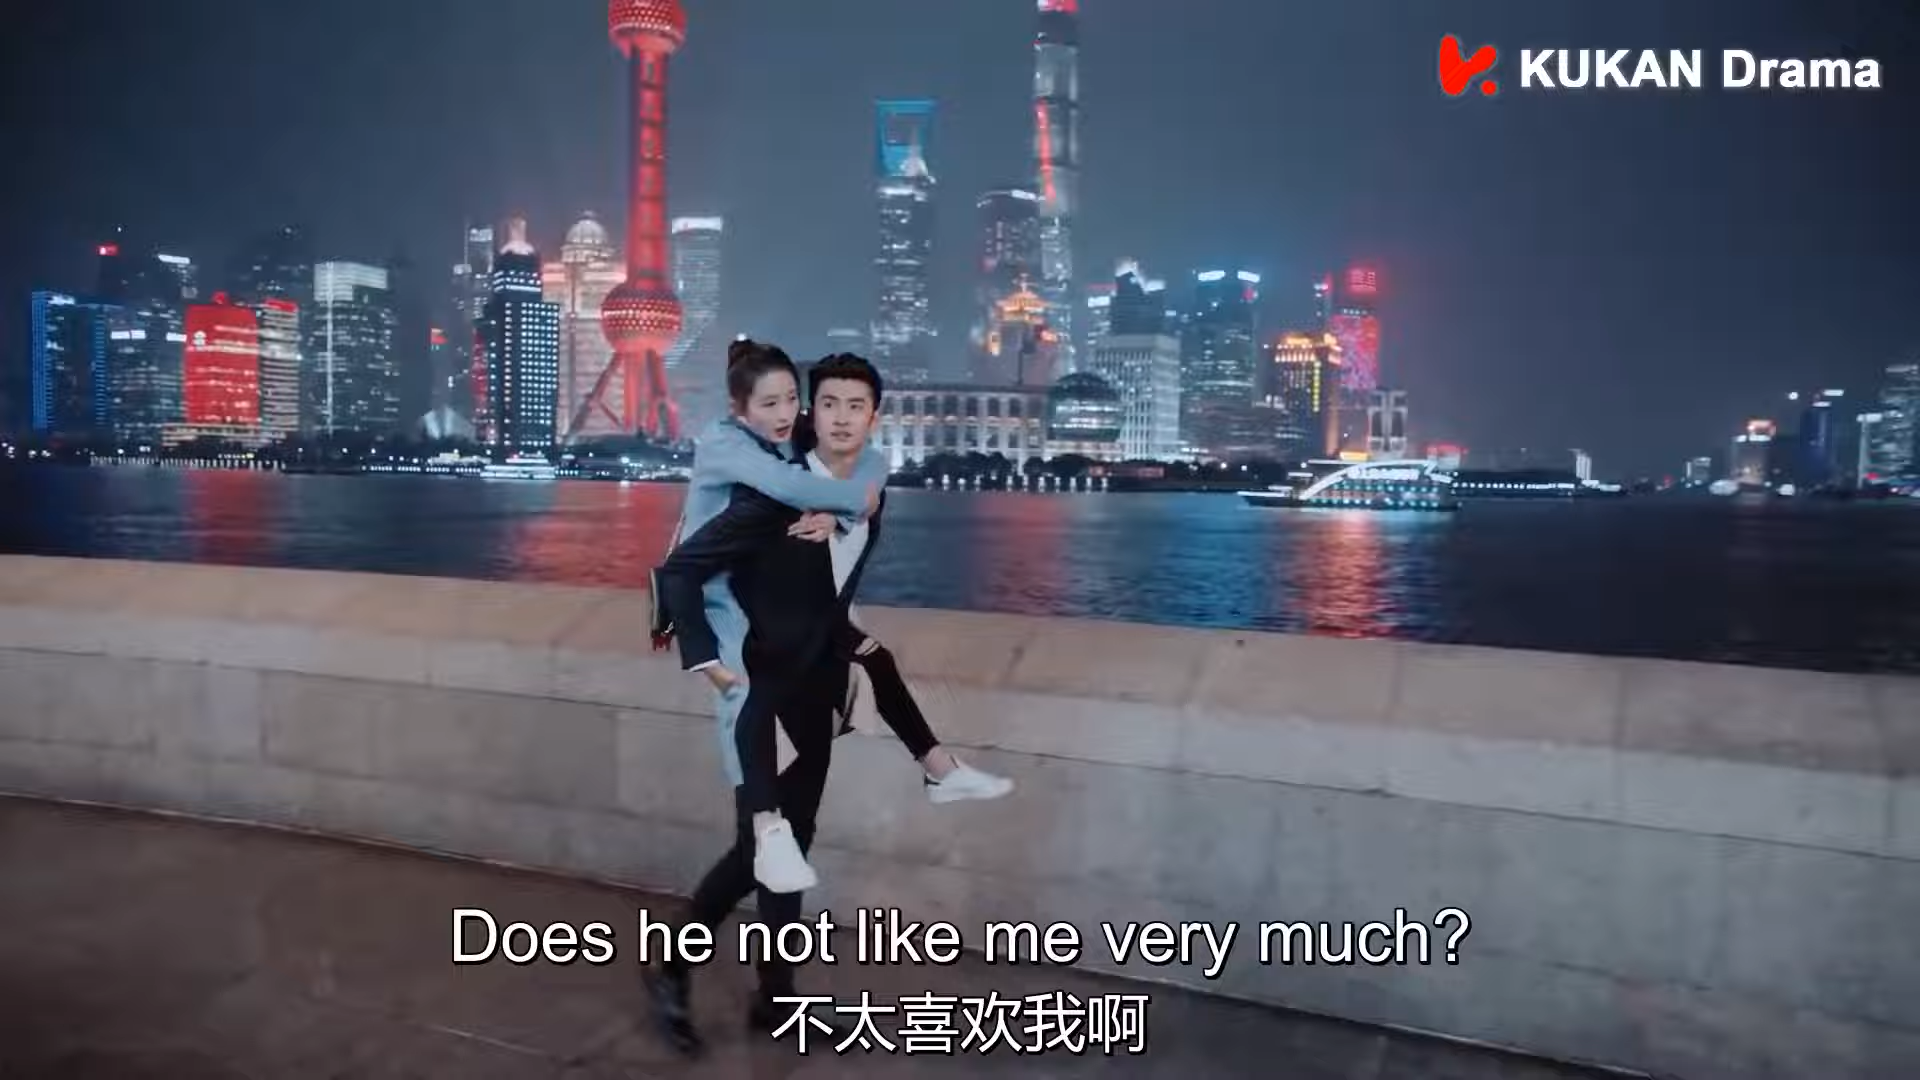 KUKAN Drama
Does he not like me very much?
不太喜欢我啊